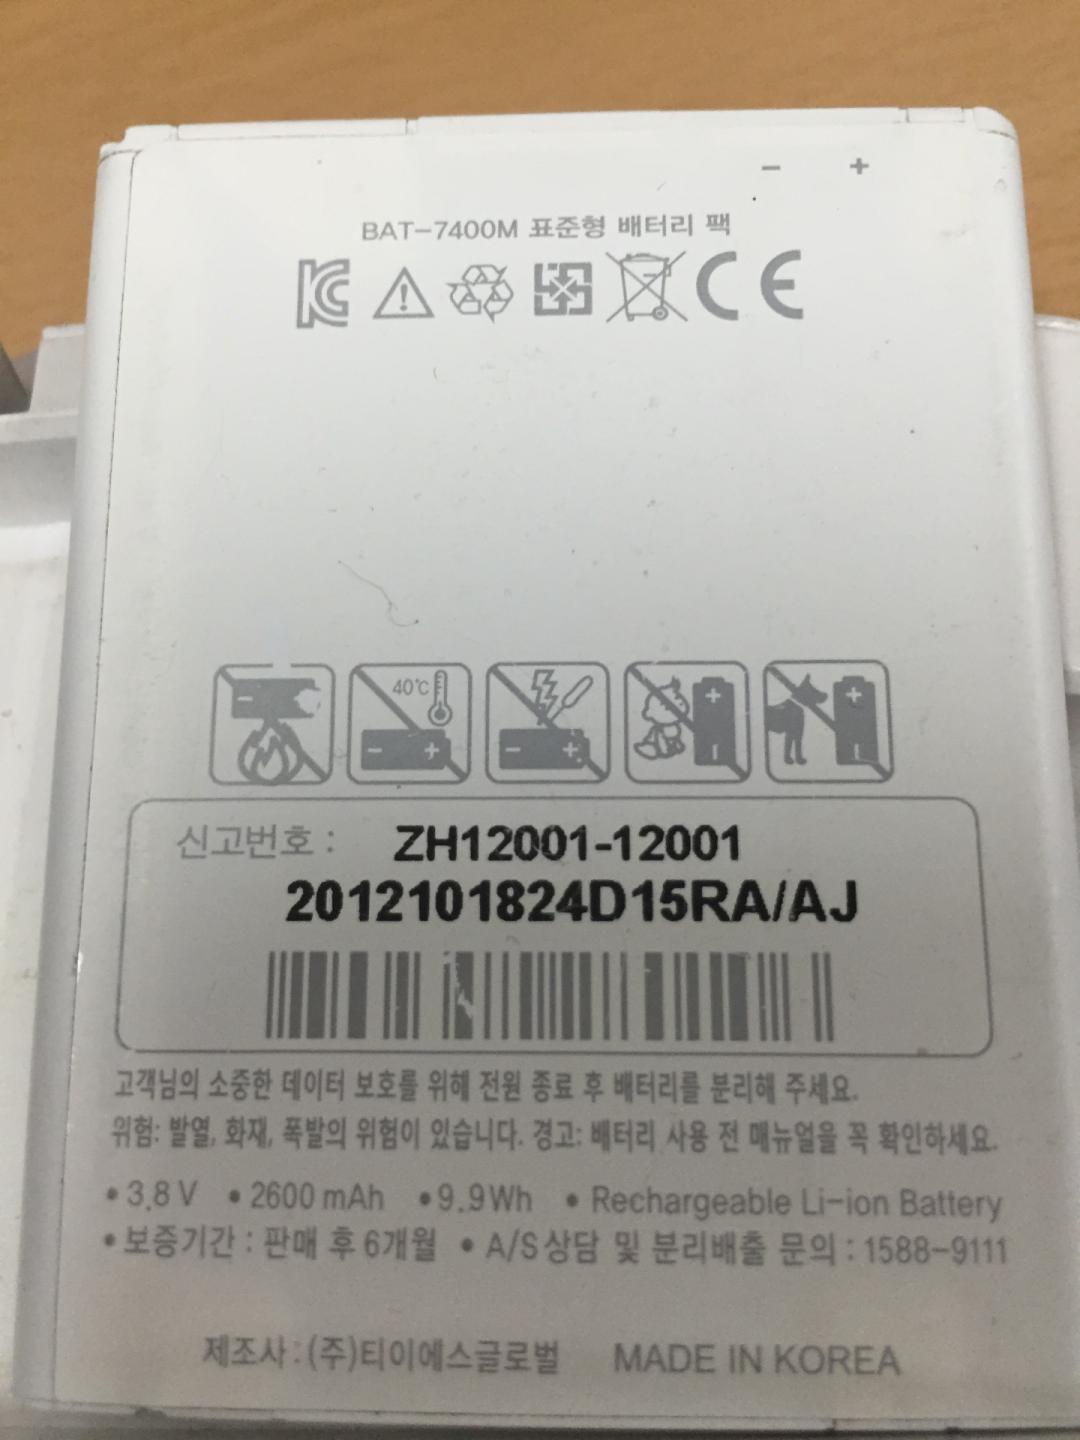 - +
BAT-7400M 표준형 배터리 팩
CE
40℃
- +
- +
+
+
신고번호 : ZH12001-12001
2012101824D15RA/AJ
고객님의 소중한 데이터 보호를 위해 전원 종료 후 배터리를 분리해 주세요.
위험: 발열, 화재, 폭발의 위험이 있습니다. 경고: 배터리 사용 전 매뉴얼을 꼭 확인하세요.
• 3.8 V • 2600 mAh • 9.9 Wh • Rechargeable Li-ion Battery
• 보증기간 : 판매 후 6개월 • A/S 상담 및 분리배출 문의 : 1588-9111
제조사 : (주)티이에스글로벌 MADE IN KOREA